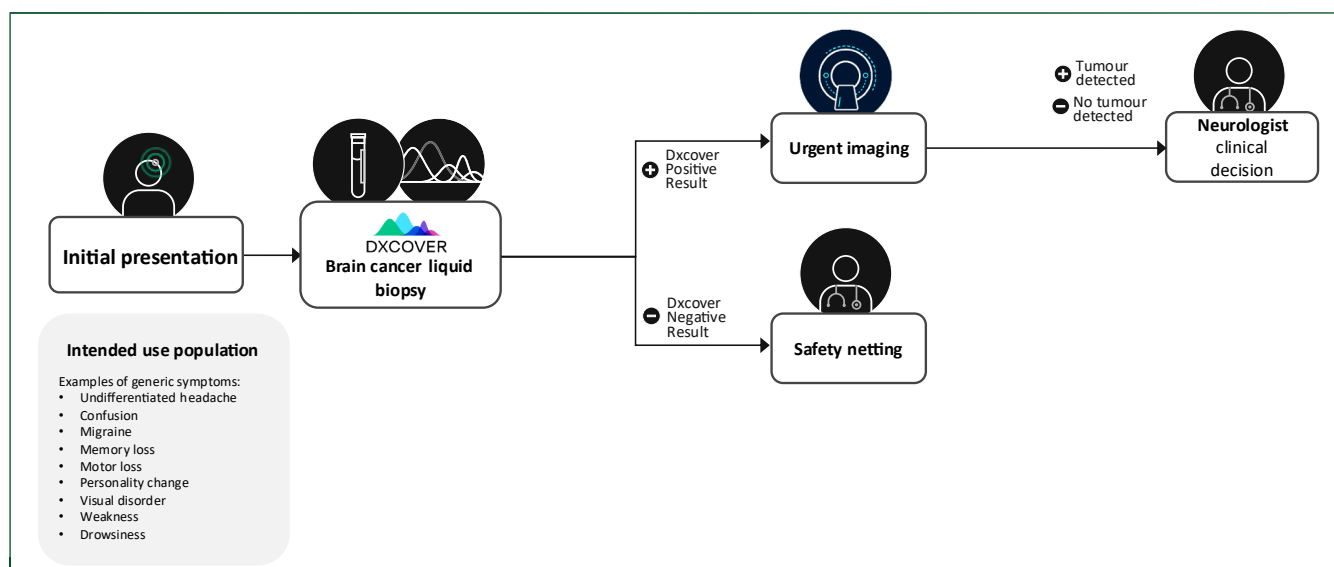 Initial presentation
Intended use population
Examples of generic symptoms:
• Undifferentiated headache
• Confusion
• Migraine
• Memory loss
• Motor loss
• Personality change
• Visual disorder
• Weakness
• Drowsiness
DXCOVER
Brain cancer liquid
biopsy
Dxcover
Positive
Result
Dxcover
Negative
Result
Urgent imaging
Safety netting
Tumour
detected
No tumour
detected
Neurologist
clinical
decision